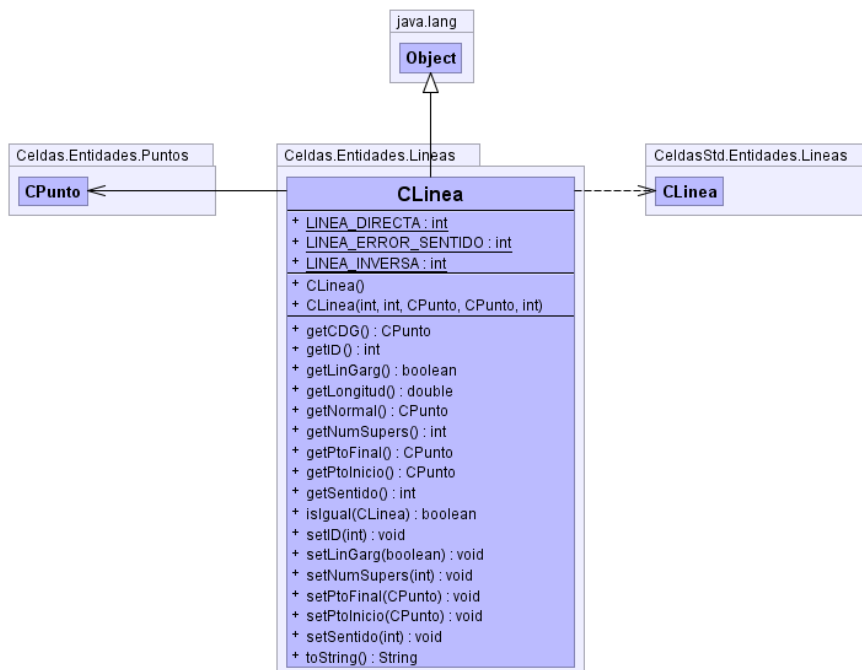 java.lang
Object
Celdas.Entidades.Puntos
CPunto
Celdas.Entidades.Lineas
CLinea
+ LINEA_DIRECTA : int
+ LINEA_ERROR_SENTIDO : int
+ LINEA_INVERSA : int
+ CLinea()
+ CLinea(int, int, CPunto, CPunto, int)
+ getCDG() : CPunto
+ getID() : int
+ getLinGarg() : boolean
+ getLongitud() : double
+ getNormal() : CPunto
+ getNumSupers() : int
+ getPtoFinal() : CPunto
+ getPtoInicio() : CPunto
+ getSentido() : int
+ isIgual(CLinea) : boolean
+ setID(int) : void
+ setLinGarg(boolean) : void
+ setNumSupers(int) : void
+ setPtoFinal(CPunto) : void
+ setPtoInicio(CPunto) : void
+ setSentido(int) : void
+ toString() : String
CeldasStd.Entidades.Lineas
CLinea